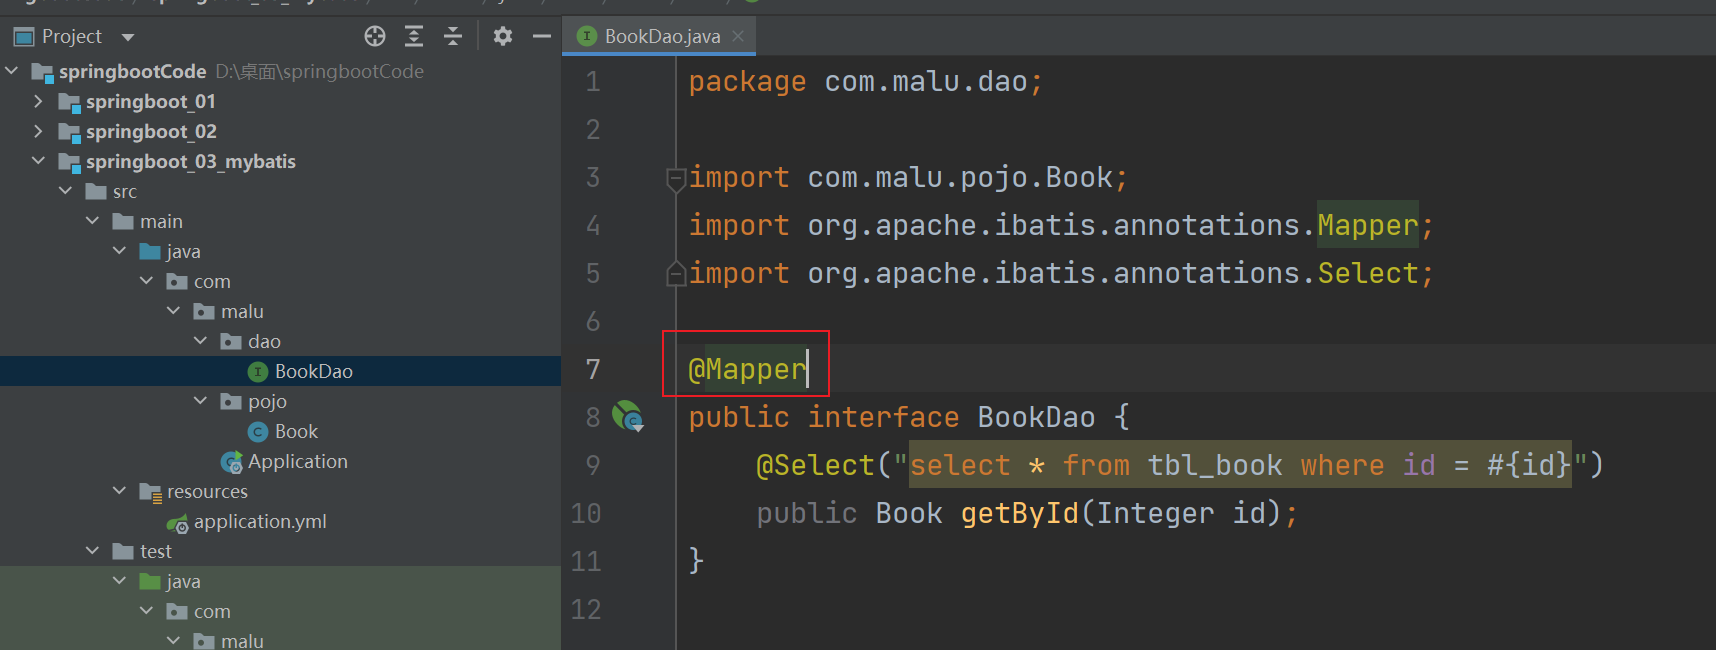 Project
springbootCode D:\桌面\springbootCode
springboot_01
springboot_02
springboot_03_mybatis
src
main
java
com
malu
dao
BookDao
pojo
Book
Application
resources
application.yml
test
java
com
malu
BookDao.java
1 package com.malu.dao;
2
3 import com.malu.pojo.Book;
4 import org.apache.ibatis.annotations.Mapper;
5 import org.apache.ibatis.annotations.Select;
6
7 @Mapper
8 public interface BookDao {
9 @Select("select * from tbl_book where id = #{id}")
10 public Book getById(Integer id);
11 }
12